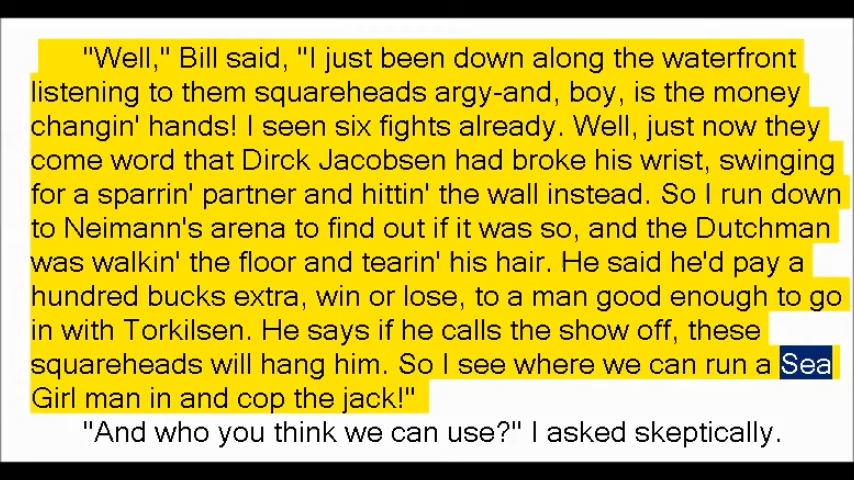 "Well," Bill said, "I just been down along the waterfront
listening to them squareheads argy-and, boy, is the money
changin' hands! I seen six fights already. Well, just now they
come word that Dirck Jacobsen had broke his wrist, swinging
for a sparrin' partner and hittin' the wall instead. So I run down
to Neimann's arena to find out if it was so, and the Dutchman
was walkin' the floor and tearin' his hair. He said he'd pay a
hundred bucks extra, win or lose, to a man good enough to go
in with Torkilsen. He says if he calls the show off, these
squareheads will hang him. So I see where we can run a Sea
Girl man in and cop the jack!"
"And who you think we can use?" I asked skeptically.